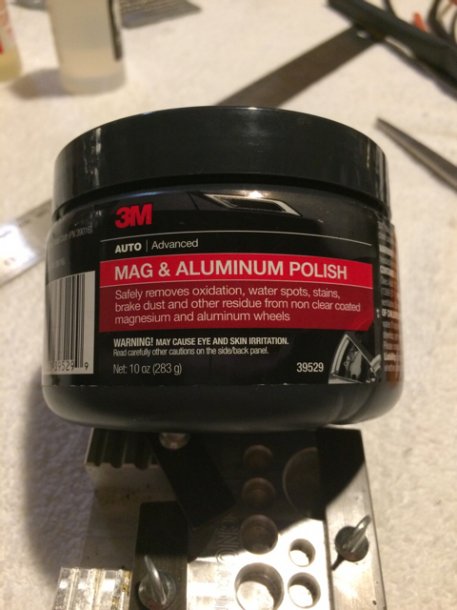 3M
AUTO | Advanced
MAG & ALUMINUM POLISH
Safely removes oxidation, water spots, stains,
brake dust and other residue from non clear coated
magnesium and aluminum wheels
WARNING! MAY CAUSE EYE AND SKIN IRRITATION.
Read carefully other cautions on the side/back panel.
Net: 10 oz (283 g)
39529
39529 9